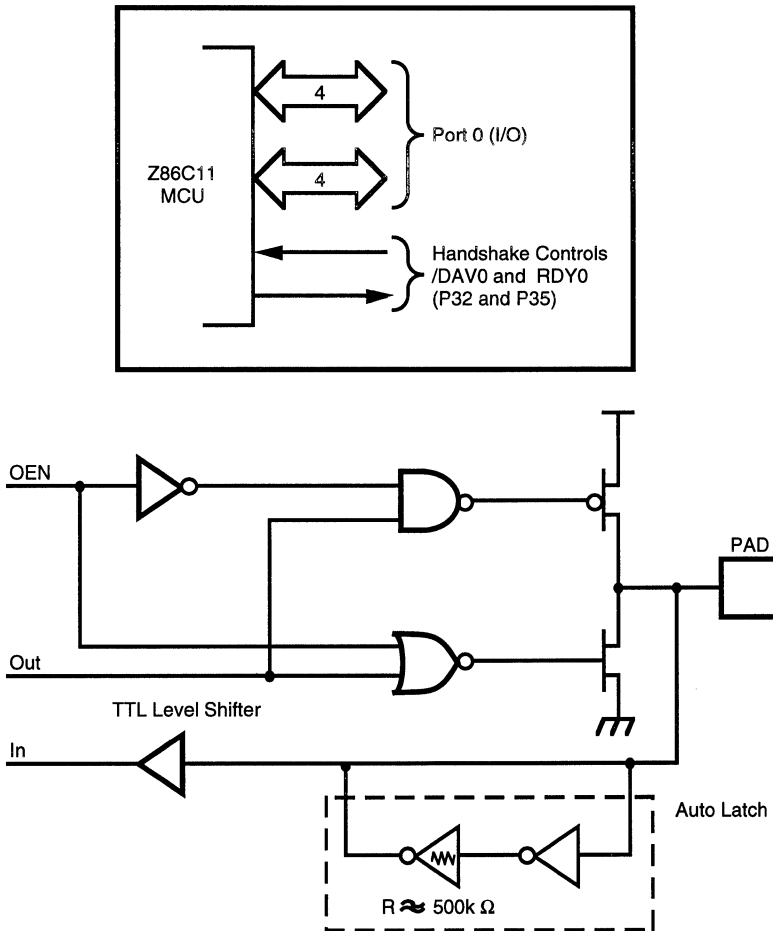 4
Port 0 (I/O)
Z86C11
MCU
4
Handshake Controls
/DAV0 and RDY0
(P32 and P35)
OEN
PAD
Out
TTL Level Shifter
In
Auto Latch
R ≈ 500k Ω